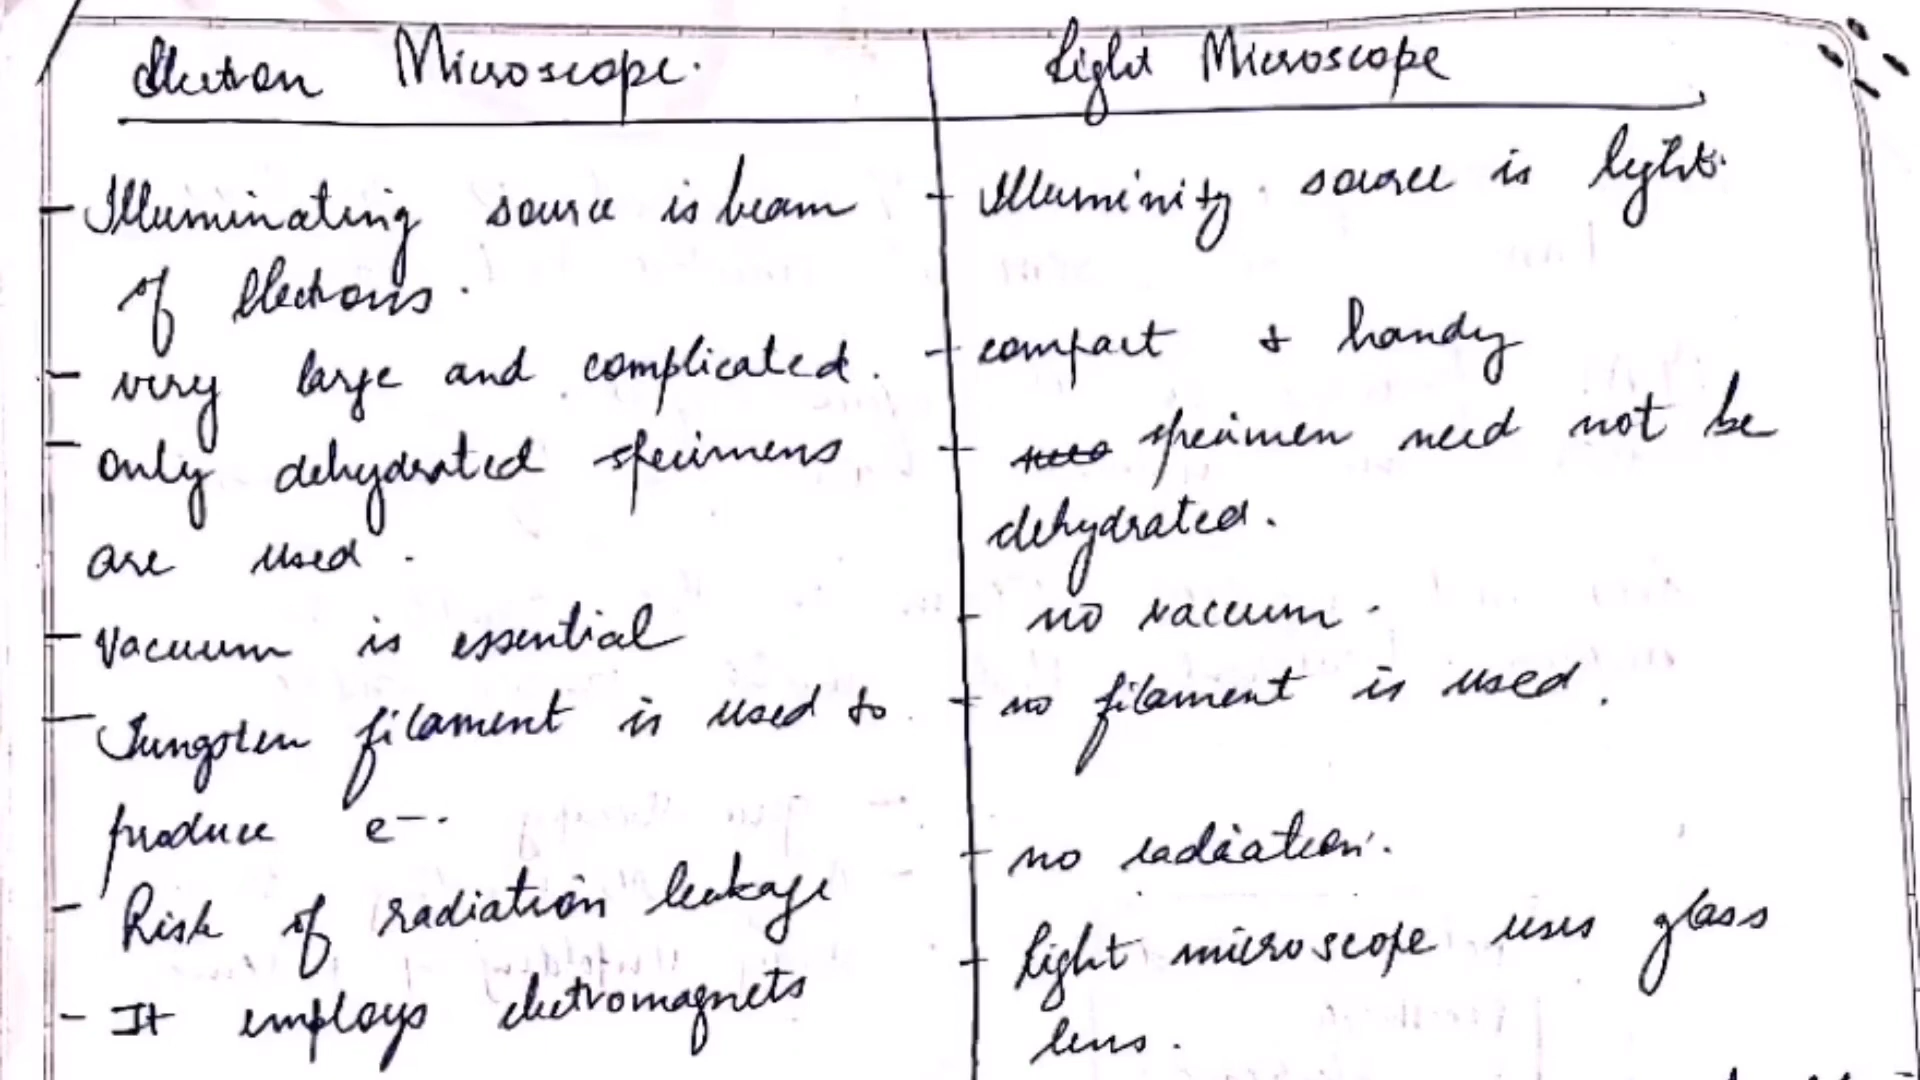 Electron Microscope.
Illuminating source is beam
of Electrons.
very large and complicated.
only dehydrated specimens
are used.
Vacuum is essential
Tungsten filament is used to
produce e-.
Risk of radiation leakage
It employs electromagnets
Light Microscope
Illuminity source is light.
compact & handy
specimen need not be
dehydrated.
no vaccum.
no filament is used.
no radiation.
light microscope uses glass
lens.